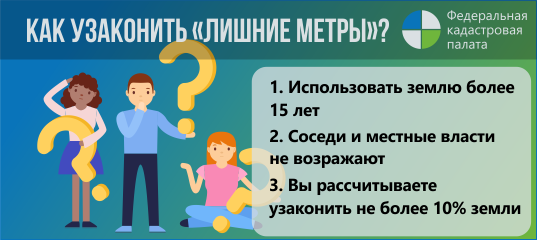 КАК УЗАКОНИТЬ «ЛИШНИЕ МЕТРЫ»?
Федеральная
кадастровая
палата
1. Использовать землю более
15 лет
2. Соседи и местные власти
не возражают
3. Вы рассчитываете
узаконить не более 10% земли